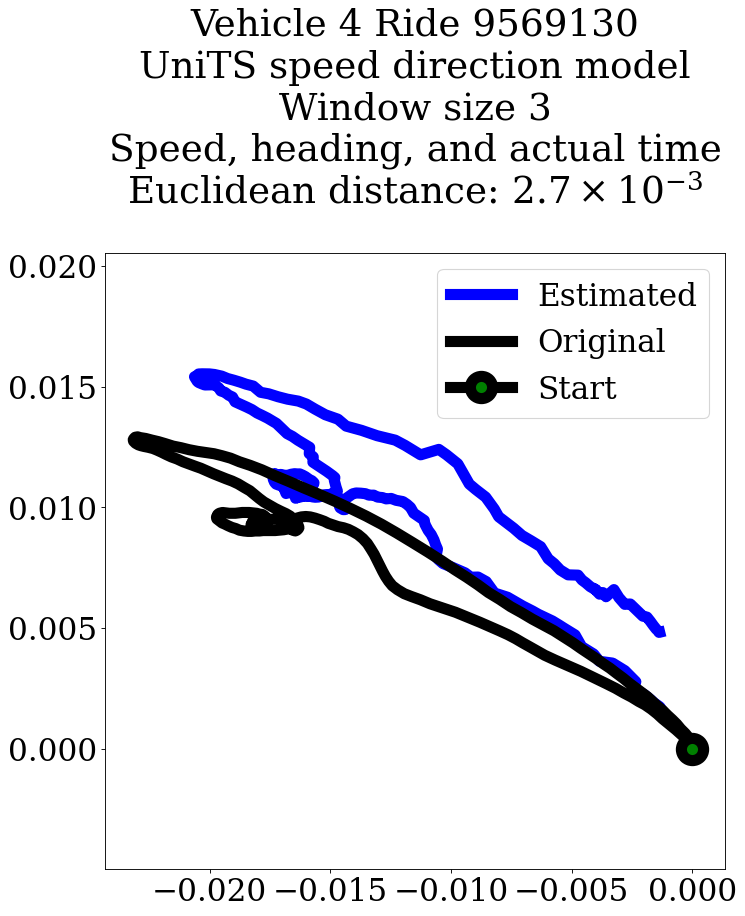 Vehicle 4 Ride 9569130
UniTS speed direction model
Window size 3
Speed, heading, and actual time
Euclidean distance: 2.7 × 10⁻³
0.020
0.015
0.010
0.005
0.000
Estimated
Original
Start
−0.020 −0.015 −0.010 −0.005 0.000